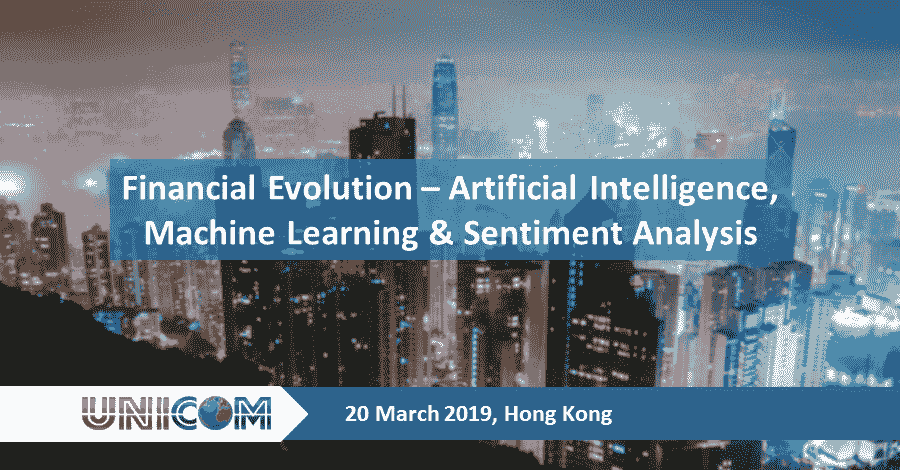 Financial Evolution – Artificial Intelligence,
Machine Learning & Sentiment Analysis
UNICOM
20 March 2019, Hong Kong